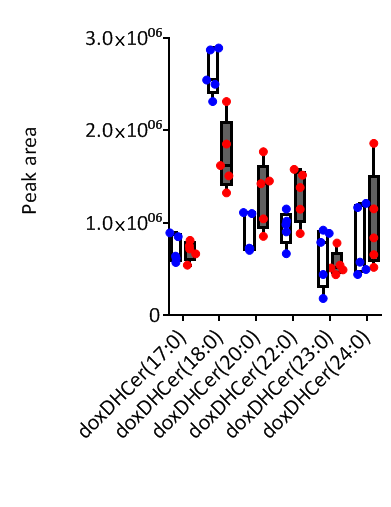 3.0x10⁰⁶
2.0x10⁰⁶
1.0x10⁰⁶
0
Peak area
doxDHCer(17:0)
doxDHCer(18:0)
doxDHCer(20:0)
doxDHCer(22:0)
doxDHCer(23:0)
doxDHCer(24:0)